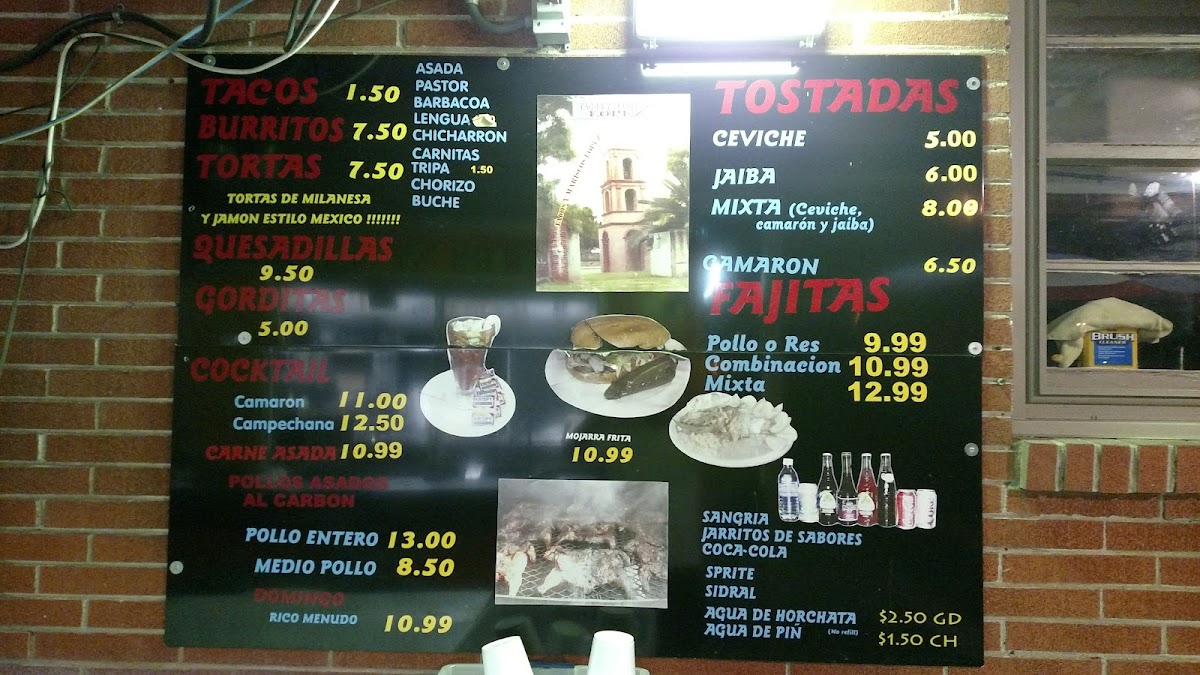 TACOS 1.50
BURRITOS 7.50
TORTAS 7.50
TORTAS DE MILANESA
Y JAMON ESTILO MEXICO !!!!!!!
QUESADILLAS
9.50
GORDITAS
5.00
ASADA
PASTOR
BARBACOA
LENGUA
CHICHARRON
CARNITAS
TRIPA 1.50
CHORIZO
BUCHE
COCKTAIL
Camaron 11.00
Campechana 12.50
CARNE ASADA 10.99
POLLOS ASADOS
AL CARBON
POLLO ENTERO 13.00
MEDIO POLLO 8.50
DOMINGO
RICO MENUDO 10.99
LOPEZ
MOJARRA FRITA
10.99
TOSTADAS
CEVICHE 5.00
JAIBA 6.00
MIXTA (Ceviche, 8.00
camarón y jaiba)
CAMARON 6.50
FAJITAS
Pollo o Res 9.99
Combinacion 10.99
Mixta 12.99
SANGRIA
JARRITOS DE SABORES
COCA-COLA
SPRITE
SIDRAL
AGUA DE HORCHATA $2.50 GD
AGUA DE PIÑ (No refill) $1.50 CH
BRUSH
CLEANER